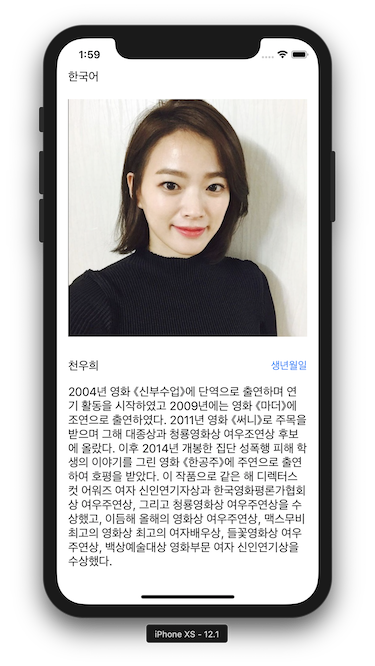 1:59
한국어
천우희
생년월일
2004년 영화 《신부수업》에 단역으로 출연하며 연
기 활동을 시작하였고 2009년에는 영화 《마더》에
조연으로 출연하였다. 2011년 영화 《써니》로 주목을
받으며 그해 대종상과 청룡영화상 여우조연상 후보
에 올랐다. 이후 2014년 개봉한 집단 성폭행 피해 학
생의 이야기를 그린 영화 《한공주》에 주연으로 출연
하여 호평을 받았다. 이 작품으로 같은 해 디렉터스
컷 어워즈 여자 신인연기자상과 한국영화평론가협회
상 여우주연상, 그리고 청룡영화상 여우주연상을 수
상했고, 이듬해 올해의 영화상 여우주연상, 맥스무비
최고의 영화상 최고의 여자배우상, 들꽃영화상 여우
주연상, 백상예술대상 영화부문 여자 신인연기상을
수상했다.
iPhone XS - 12.1